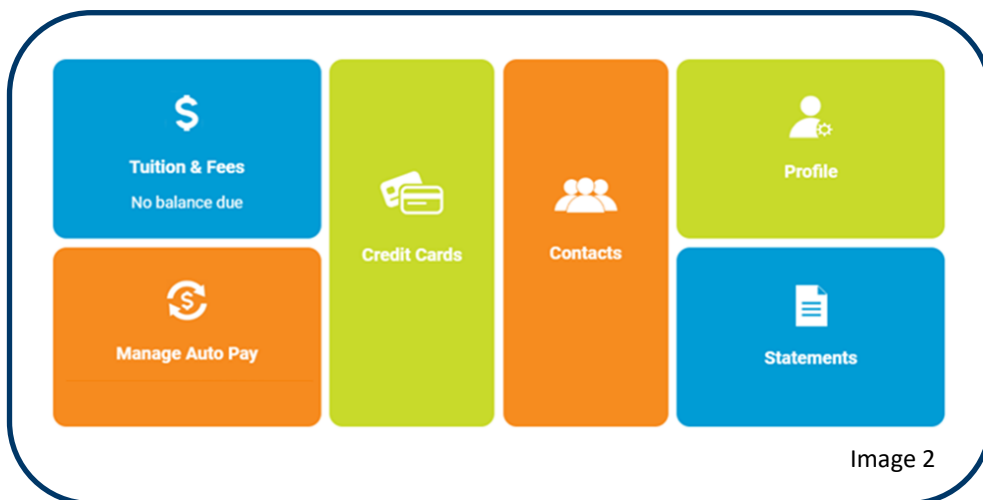 $
Tuition & Fees
No balance due
$
Manage Auto Pay
Credit Cards
Contacts
Profile
Statements
Image 2